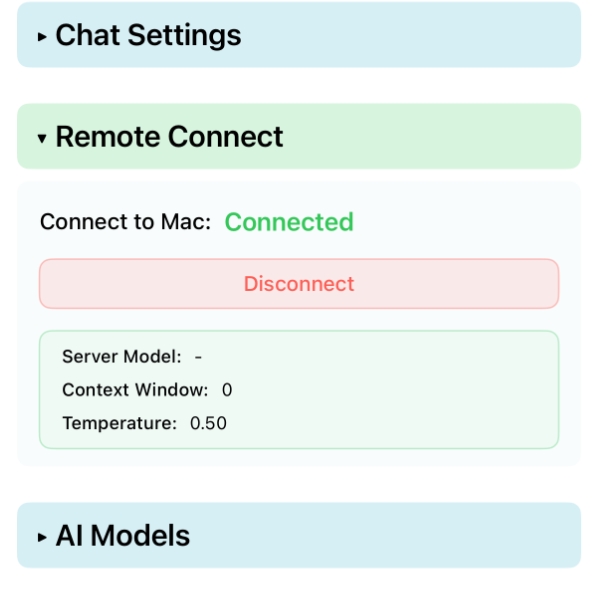 Chat Settings
Remote Connect
Connect to Mac: Connected
Disconnect
Server Model: -
Context Window: 0
Temperature: 0.50
AI Models